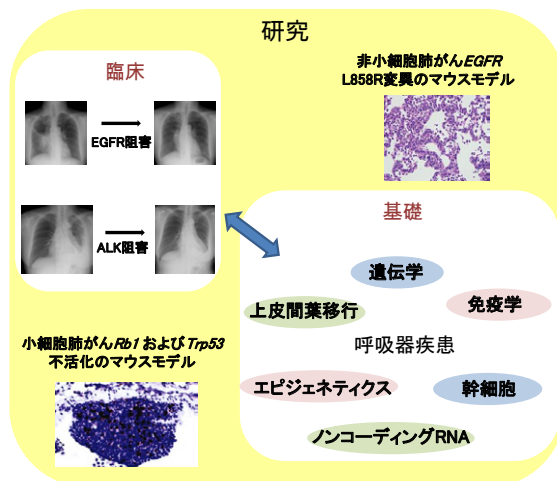 研究
臨床
EGFR阻害
ALK阻害
非小細胞肺がんEGFR
L858R変異のマウスモデル
基礎
遺伝学
上皮間葉移行
免疫学
呼吸器疾患
エピジェネティクス
幹細胞
ノンコーディングRNA
小細胞肺がんRb1およびTrp53
不活化のマウスモデル